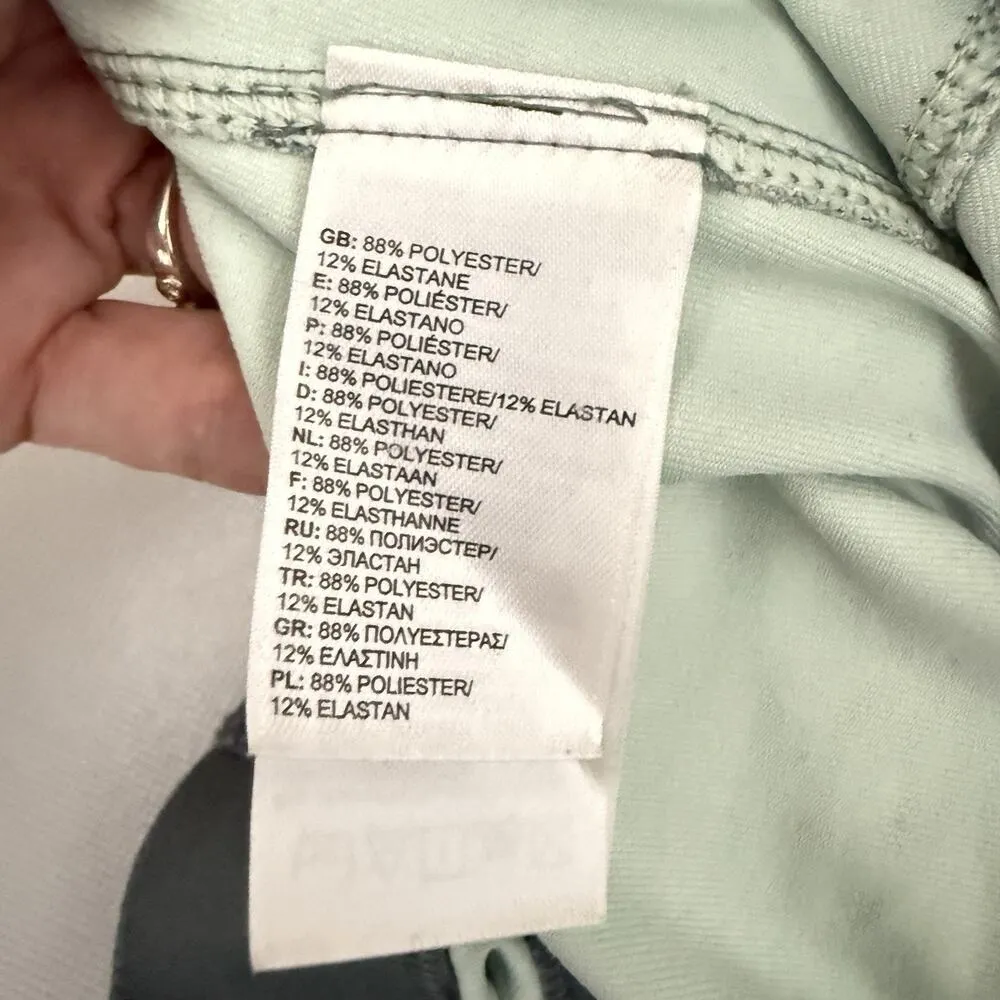 GB: 88% POLYESTER/
12% ELASTANE
E: 88% POLIÉSTER/
12% ELASTANO
P: 88% POLIÉSTER/
12% ELASTANO
I: 88% POLIESTERE/12% ELASTAN
D: 88% POLYESTER/
12% ELASTHAN
NL: 88% POLYESTER/
12% ELASTAAN
F: 88% POLYESTER/
12% ELASTHANNE
RU: 88% ПОЛИЭСТЕР/
12% ЭЛАСТАН
TR: 88% POLYESTER/
12% ELASTAN
GR: 88% ΠΟΛΥΕΣΤΕΡΑΣ/
12% ΕΛΑΣΤΙΝΗ
PL: 88% POLIESTER/
12% ELASTAN